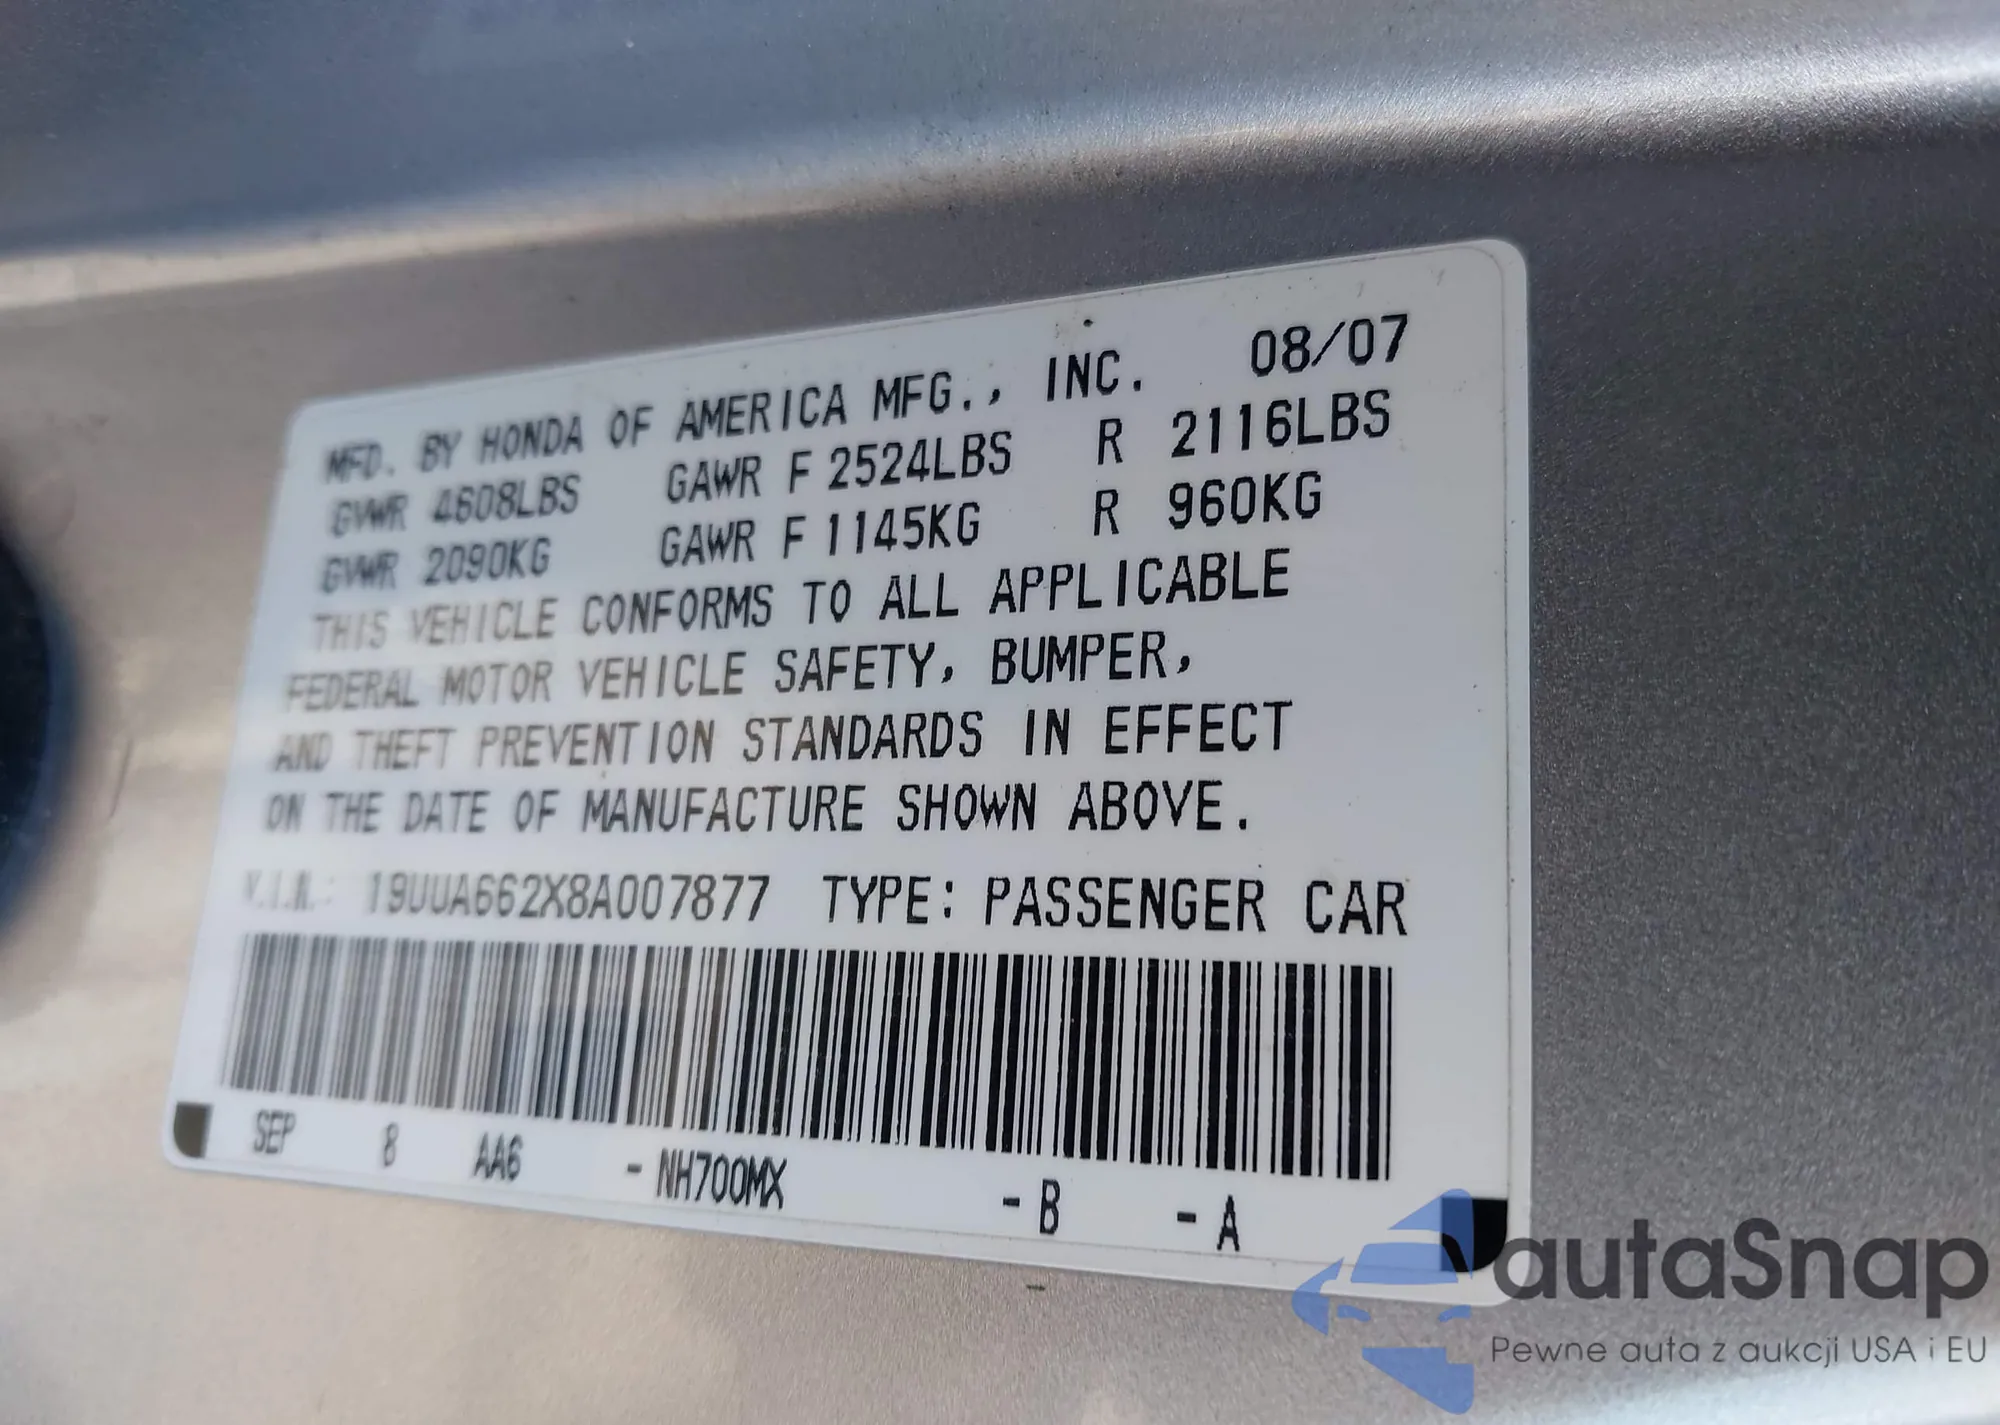 MFD. BY HONDA OF AMERICA MFG., INC. 08/07
GVWR 4608LBS GAWR F 2524LBS R 2116LBS
GVWR 2090KG GAWR F 1145KG R 960KG
THIS VEHICLE CONFORMS TO ALL APPLICABLE
FEDERAL MOTOR VEHICLE SAFETY, BUMPER,
AND THEFT PREVENTION STANDARDS IN EFFECT
ON THE DATE OF MANUFACTURE SHOWN ABOVE.
V.I.N.: 19UUA662X8A007877 TYPE: PASSENGER CAR
SEP 8 AA6 - NH700MX - B - A
autaSnap
Pewne auta z aukcji USA i EU